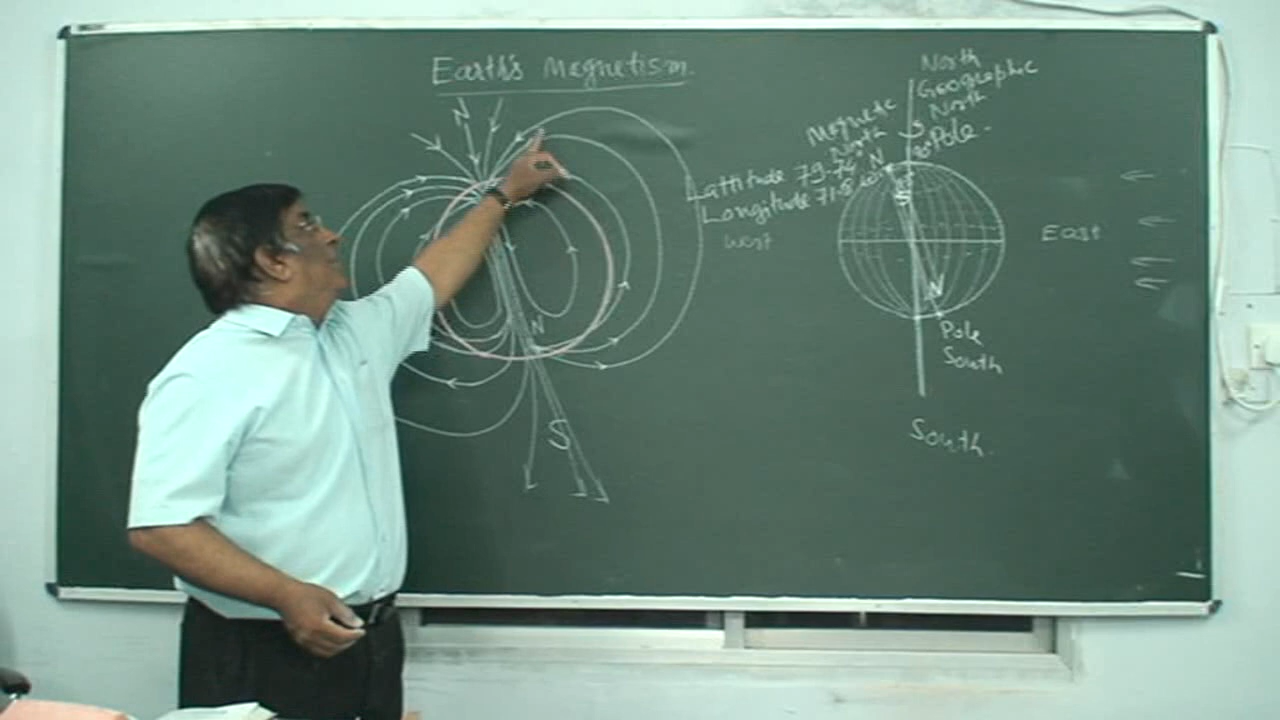 Earth's Magnetism.
N
N
S
North
Geographic
North
S
Pole.
Magnetic
North
N
Lattitude 79-74
Longitude 71-8
West
S
East
N
Pole
South
South.